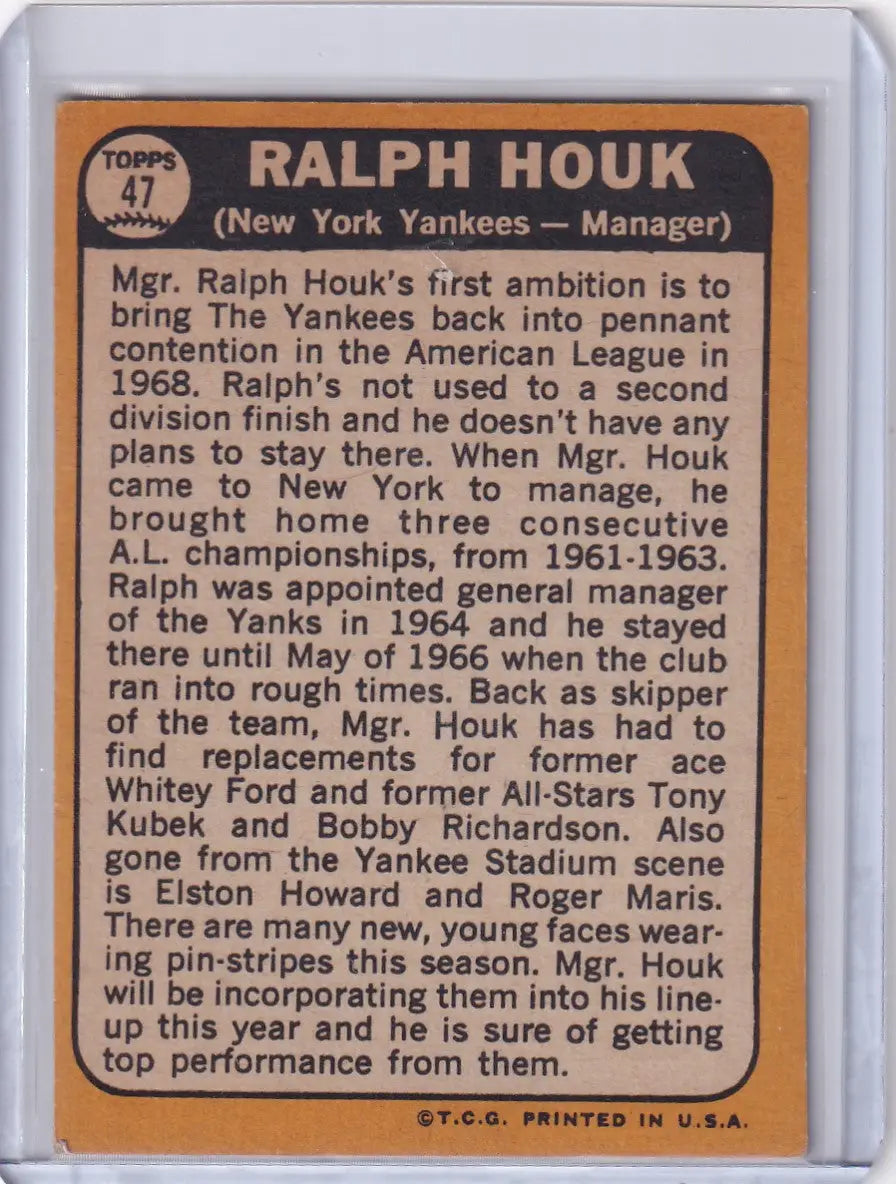 TOPPS
47
RALPH HOUK
(New York Yankees — Manager)
Mgr. Ralph Houk's first ambition is to
bring The Yankees back into pennant
contention in the American League in
1968. Ralph's not used to a second
division finish and he doesn't have any
plans to stay there. When Mgr. Houk
came to New York to manage, he
brought home three consecutive
A.L. championships, from 1961-1963.
Ralph was appointed general manager
of the Yanks in 1964 and he stayed
there until May of 1966 when the club
ran into rough times. Back as skipper
of the team, Mgr. Houk has had to
find replacements for former ace
Whitey Ford and former All-Stars Tony
Kubek and Bobby Richardson. Also
gone from the Yankee Stadium scene
is Elston Howard and Roger Maris.
There are many new, young faces wear-
ing pin-stripes this season. Mgr. Houk
will be incorporating them into his line-
up this year and he is sure of getting
top performance from them.
©T.C.G. PRINTED IN U.S.A.